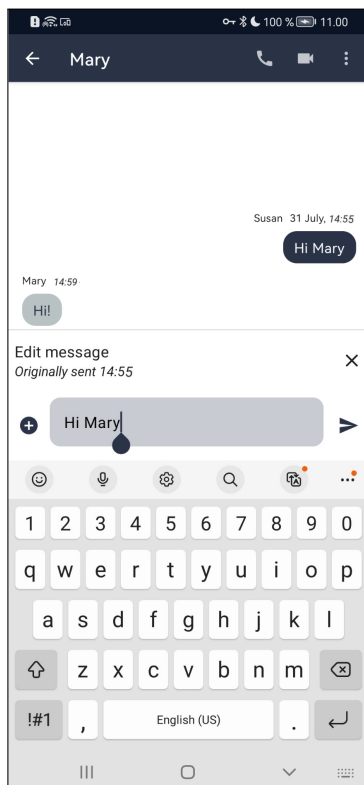 100 % 11.00
Mary
Susan 31 July, 14:55
Hi Mary
Mary 14:59
Hi!
Edit message
Originally sent 14:55
Hi Mary
1 2 3 4 5 6 7 8 9 0
q w e r t y u i o p
a s d f g h j k l
z x c v b n m
!#1 , English (US) .